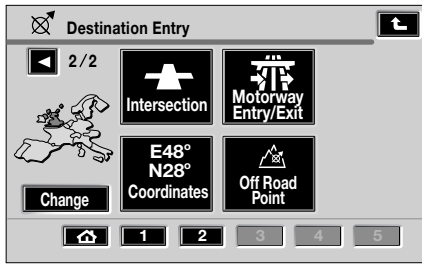 Destination Entry
2/2
Intersection
Motorway
Entry/Exit
E48°
N28°
Coordinates
Off Road
Point
Change
1 2 3 4 5